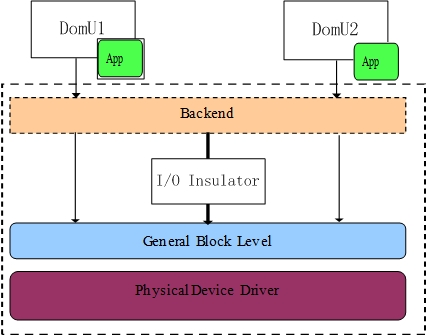 DomU1
DomU2
App
App
Backend
I/O Insulator
General Block Level
Physical Device Driver